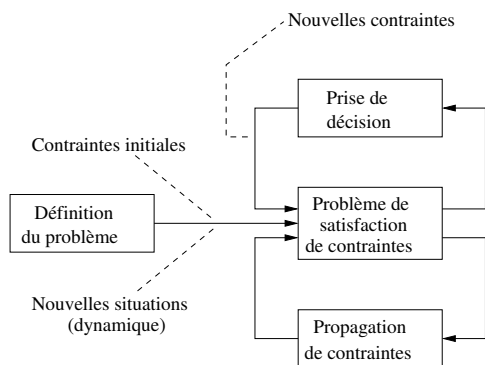 Nouvelles contraintes
Prise de
décision
Contraintes initiales
Définition
du problème
Problème de
satisfaction
de contraintes
Nouvelles situations
(dynamique)
Propagation
de contraintes